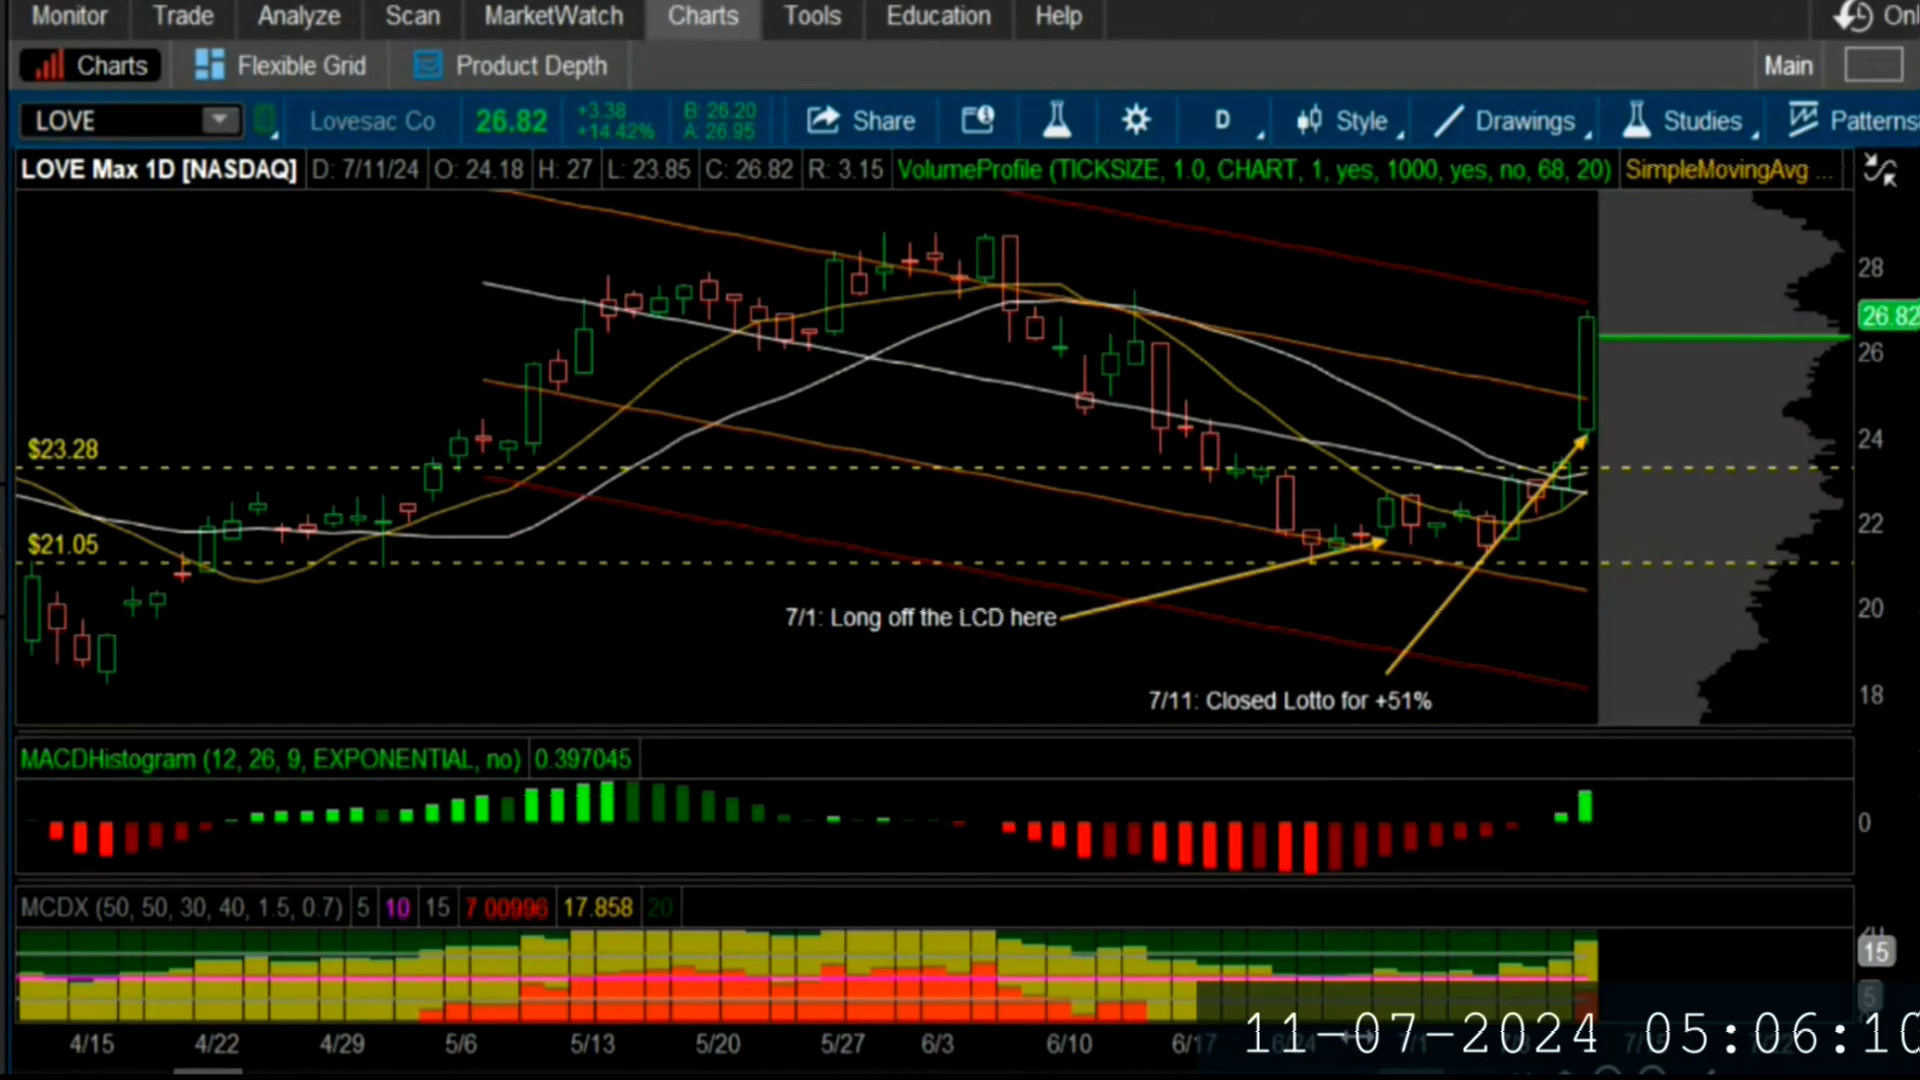 Monitor Trade Analyze Scan MarketWatch Charts Tools Education Help Onl
Charts Flexible Grid Product Depth Main
LOVE Lovesac Co 26.82 +3.38 +14.42% B: 26.20 A: 26.95 Share D Style Drawings Studies Patterns
LOVE Max 1D [NASDAQ] D: 7/11/24 O: 24.18 H: 27 L: 23.85 C: 26.82 R: 3.15 VolumeProfile (TICKSIZE, 1.0, CHART, 1, yes, 1000, yes, no, 68, 20) SimpleMovingAvg ...
28
26.82
26
24
$23.28
22
$21.05
20
7/1: Long off the LCD here
18
7/11: Closed Lotto for +51%
MACDHistogram (12, 26, 9, EXPONENTIAL, no) 0.397045
0
MCDX (50, 50, 30, 40, 1.5, 0.7) 5 10 15 7.00996 17.858 20
15
5
4/15 4/22 4/29 5/6 5/13 5/20 5/27 6/3 6/10 6/17 6/24
11-07-2024 05:06:10